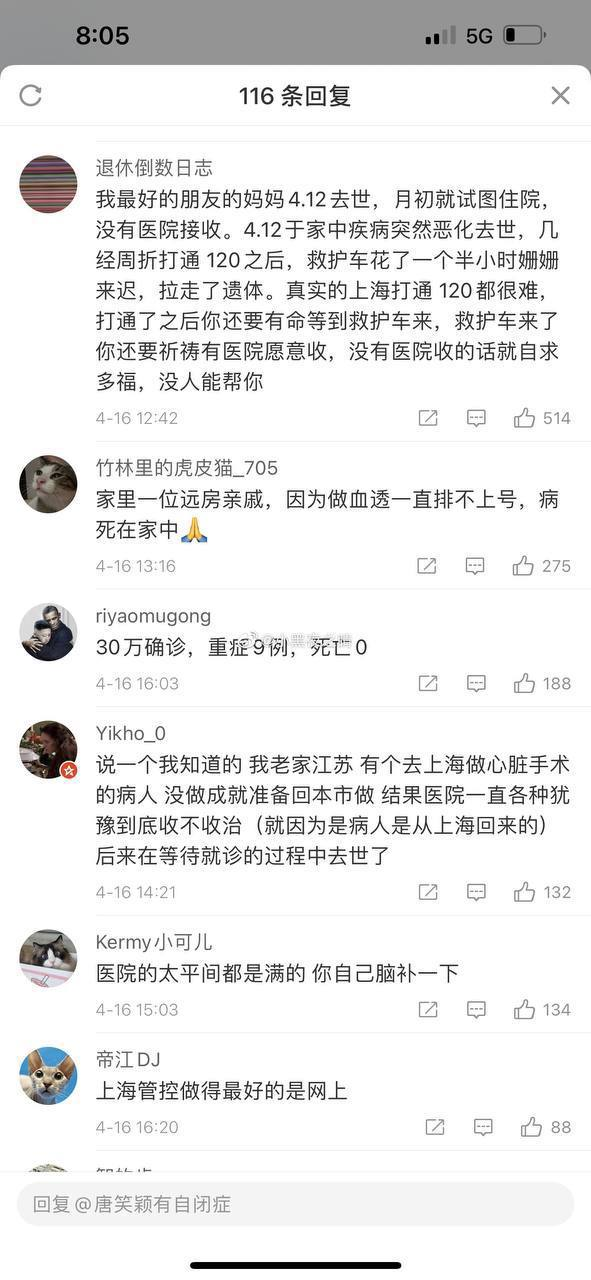 8:05
5G
116 条回复
退休倒数日志
我最好的朋友的妈妈4.12去世，月初就试图住院，
没有医院接收。4.12于家中疾病突然恶化去世，几
经周折打通 120之后，救护车花了一个半小时姗姗
来迟，拉走了遗体。真实的上海打通 120都很难，
打通了之后你还要有命等到救护车来，救护车来了
你还要祈祷有医院愿意收，没有医院收的话就自求
多福，没人能帮你
4-16 12:42
514
竹林里的虎皮猫_705
家里一位远房亲戚，因为做血透一直排不上号，病
死在家中🙏
4-16 13:16
275
riyaomugong
30万确诊，重症9例，死亡0
4-16 16:03
188
Yikho_0
说一个我知道的 我老家江苏 有个去上海做心脏手术
的病人 没做成就准备回本市做 结果医院一直各种犹
豫到底收不收治（就因为是病人是从上海回来的）
后来在等待就诊的过程中去世了
4-16 14:21
132
Kermy小可儿
医院的太平间都是满的 你自己脑补一下
4-16 15:03
134
帝江DJ
上海管控做得最好的是网上
4-16 16:20
88
回复@唐笑颖有自闭症